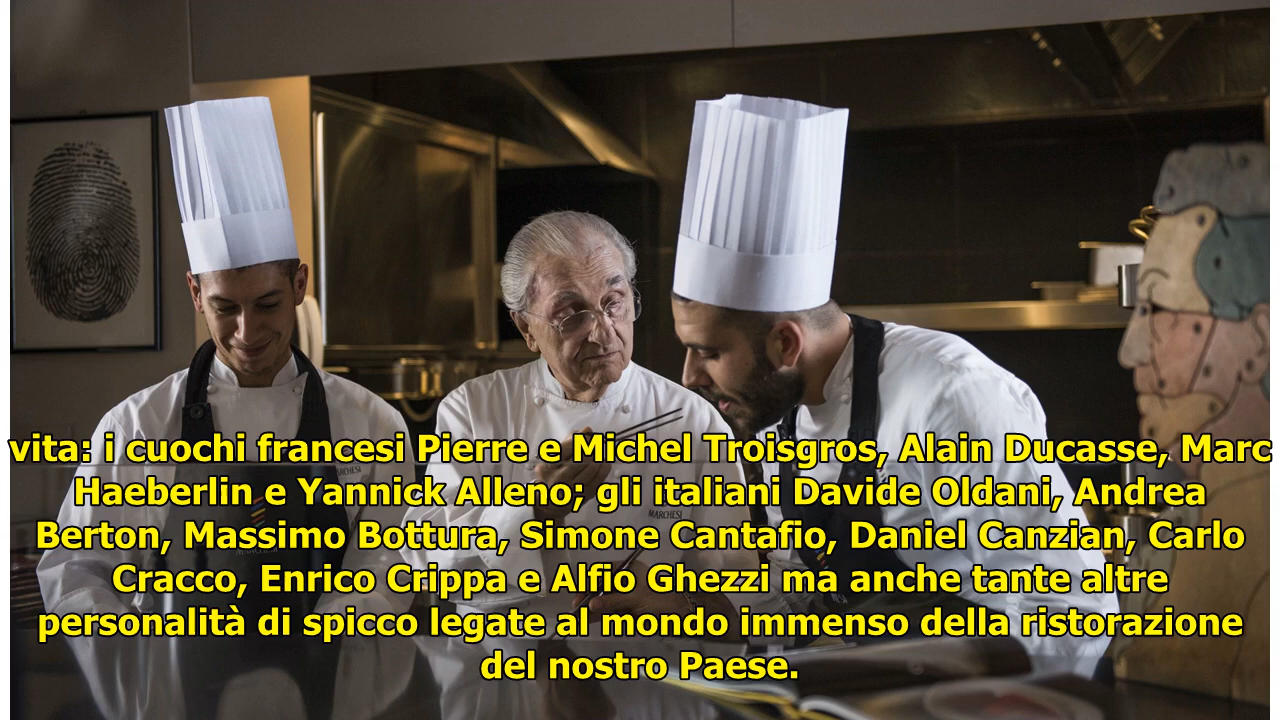 vita: i cuochi francesi Pierre e Michel Troisgros, Alain Ducasse, Marc
Haeberlin e Yannick Alleno; gli italiani Davide Oldani, Andrea
Berton, Massimo Bottura, Simone Cantafio, Daniel Canzian, Carlo
Cracco, Enrico Crippa e Alfio Ghezzi ma anche tante altre
personalità di spicco legate al mondo immenso della ristorazione
del nostro Paese.
MARCHESI